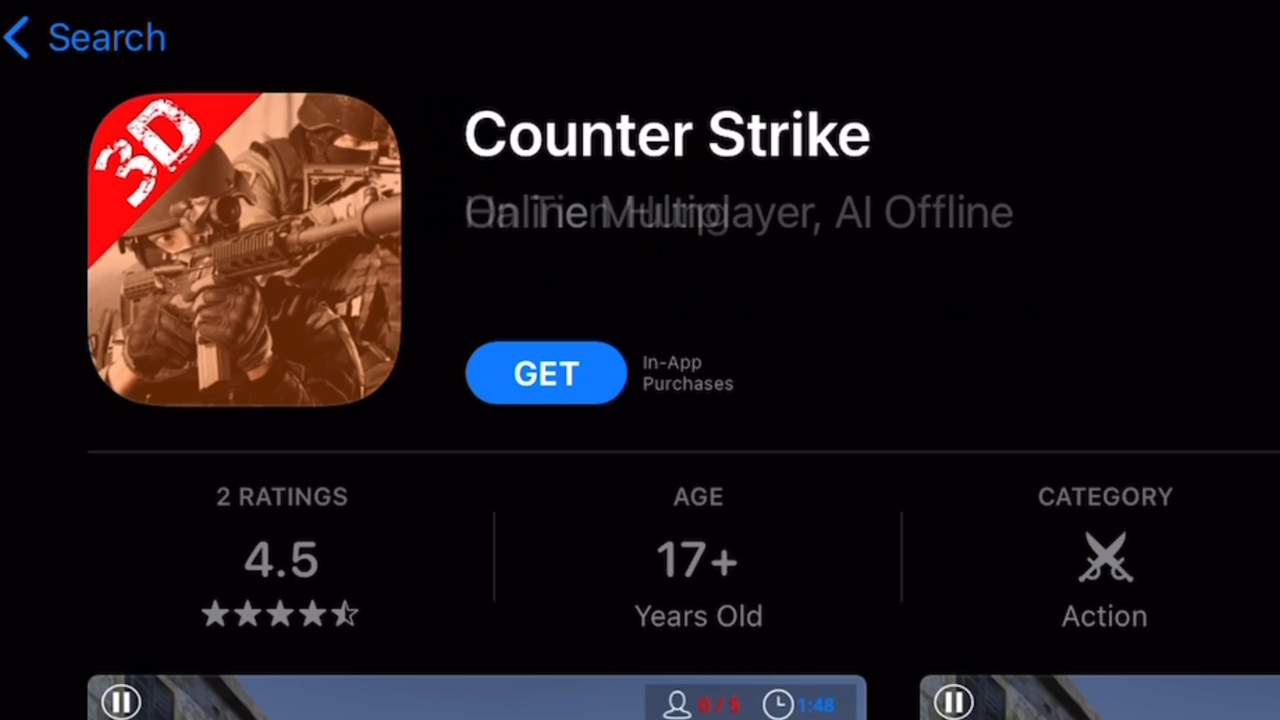 Search
3D
Counter Strike
Online Multiplayer, AI Offline
GET
In-App
Purchases
2 RATINGS
AGE
CATEGORY
4.5
17+
Years Old
Action
0 / 5
1:48